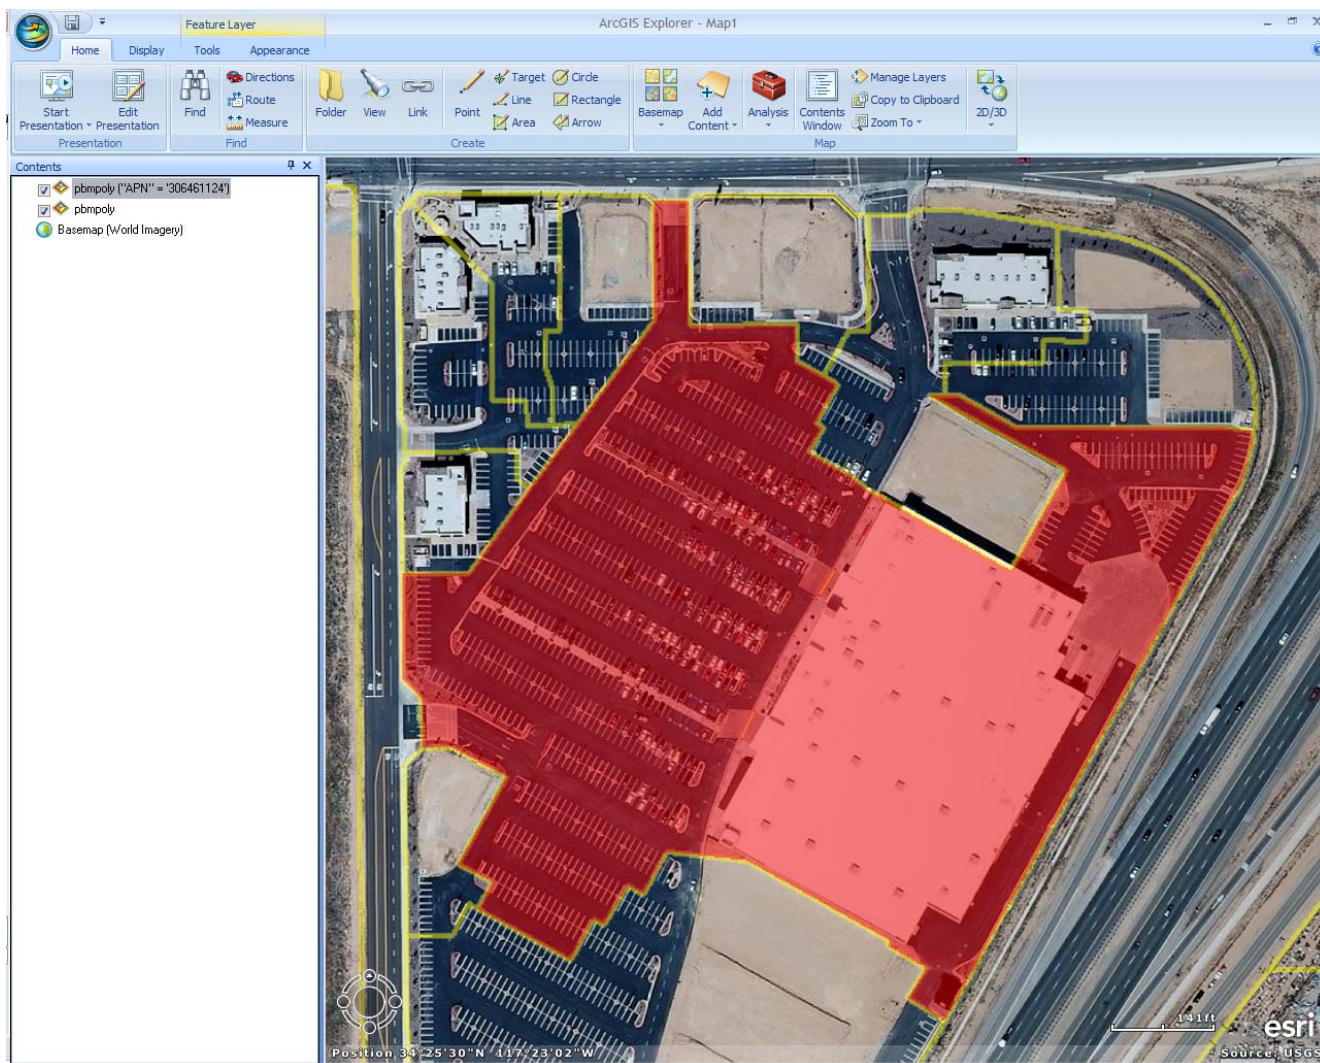 ArcGIS Explorer - Map1
Feature Layer
Home Display Tools Appearance
Start Presentation
Edit Presentation
Presentation
Find
Directions
Route
Measure
Find
Folder
View
Link
Point
Target
Line
Area
Circle
Rectangle
Arrow
Create
Basemap
Add Content
Analysis
Contents Window
Manage Layers
Copy to Clipboard
Zoom To
2D/3D
Map
Contents
pbmpoly ("APN" = '306461124')
pbmpoly
Basemap (World Imagery)
141ft
esri
Position 34°25'30"N 117°23'02"W
Source: USGS